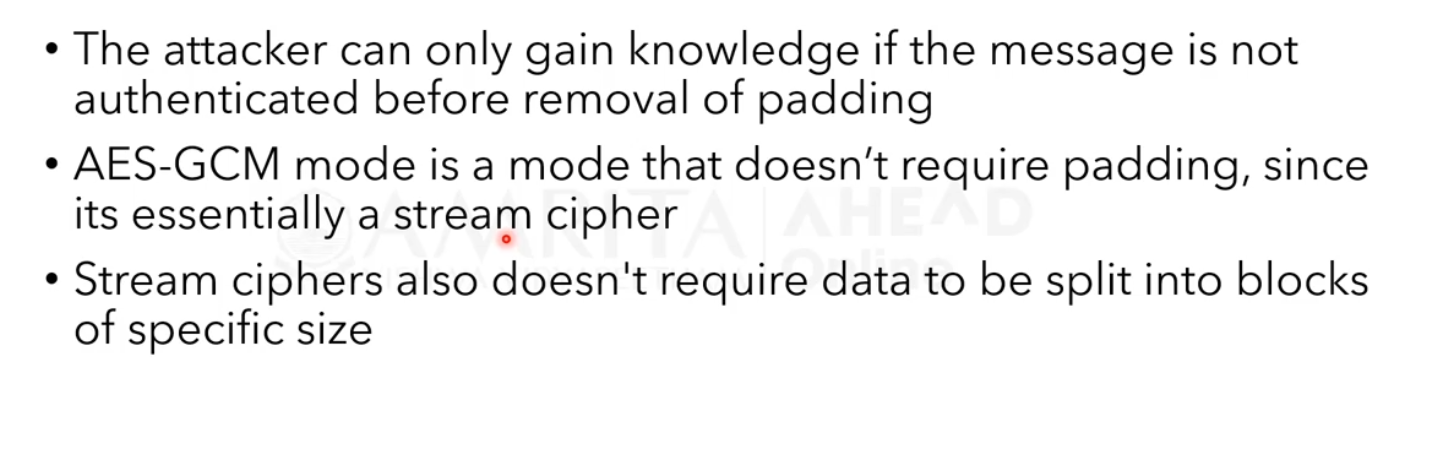 • The attacker can only gain knowledge if the message is not
authenticated before removal of padding
• AES-GCM mode is a mode that doesn’t require padding, since
its essentially a stream cipher
• Stream ciphers also doesn't require data to be split into blocks
of specific size
AMRITA AHEAD
Online